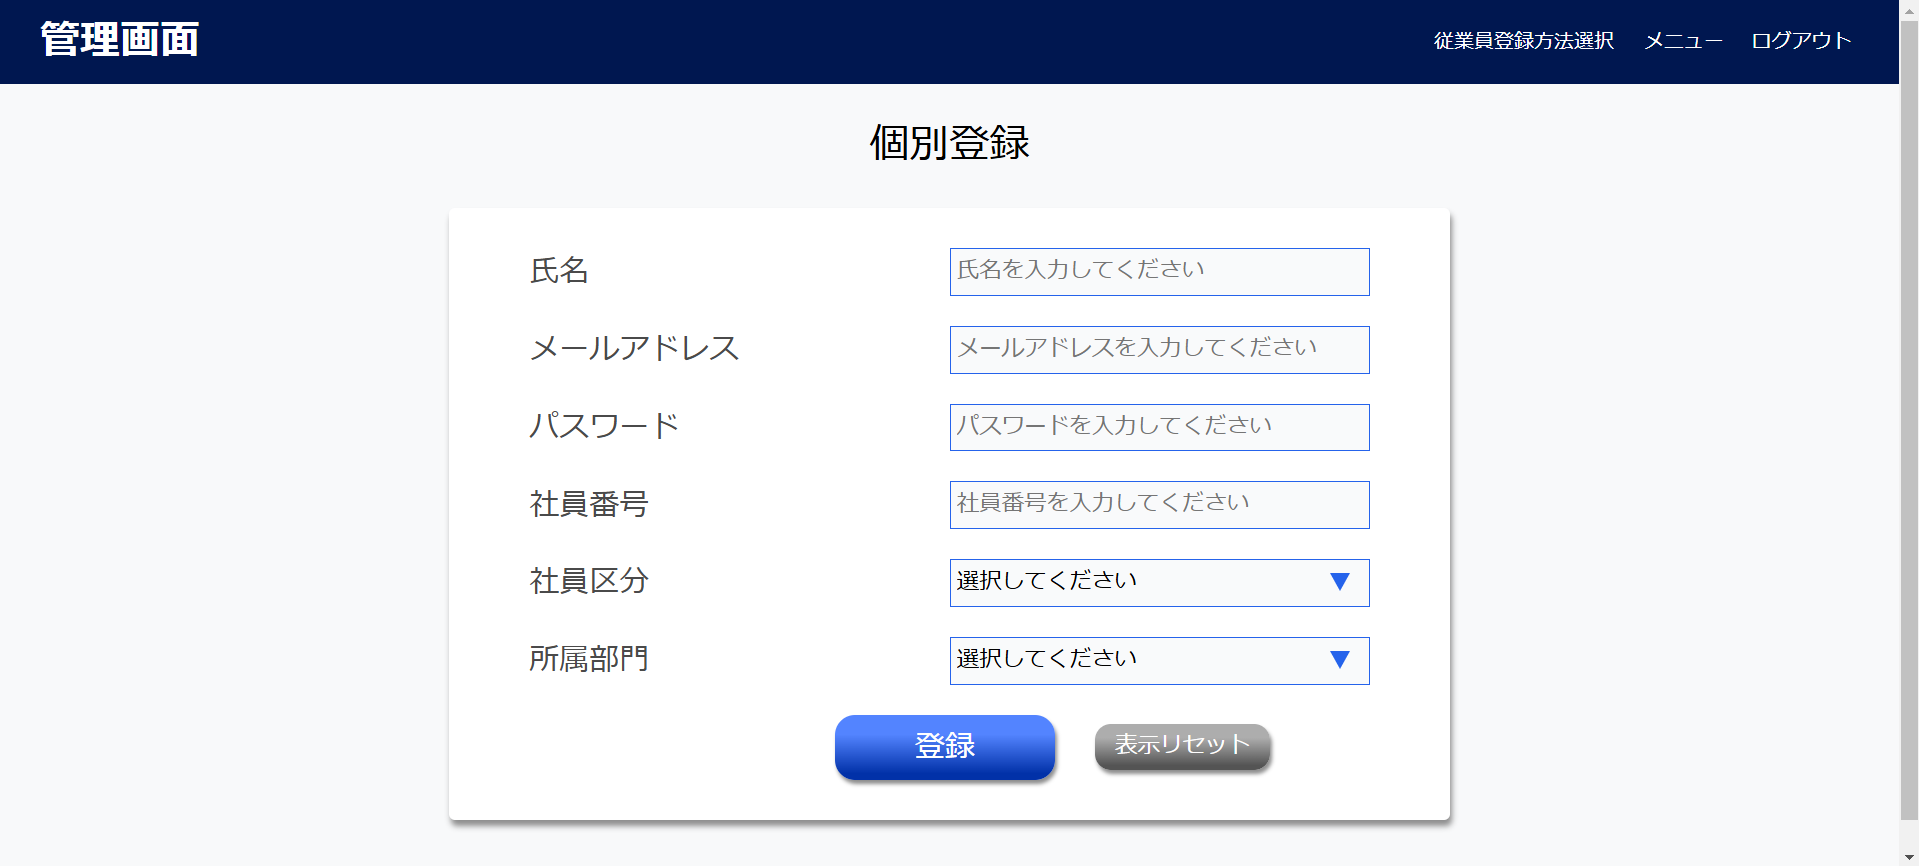 管理画面
従業員登録方法選択 メニュー ログアウト
個別登録
氏名 氏名を入力してください
メールアドレス メールアドレスを入力してください
パスワード パスワードを入力してください
社員番号 社員番号を入力してください
社員区分 選択してください ▼
所属部門 選択してください ▼
登録 表示リセット